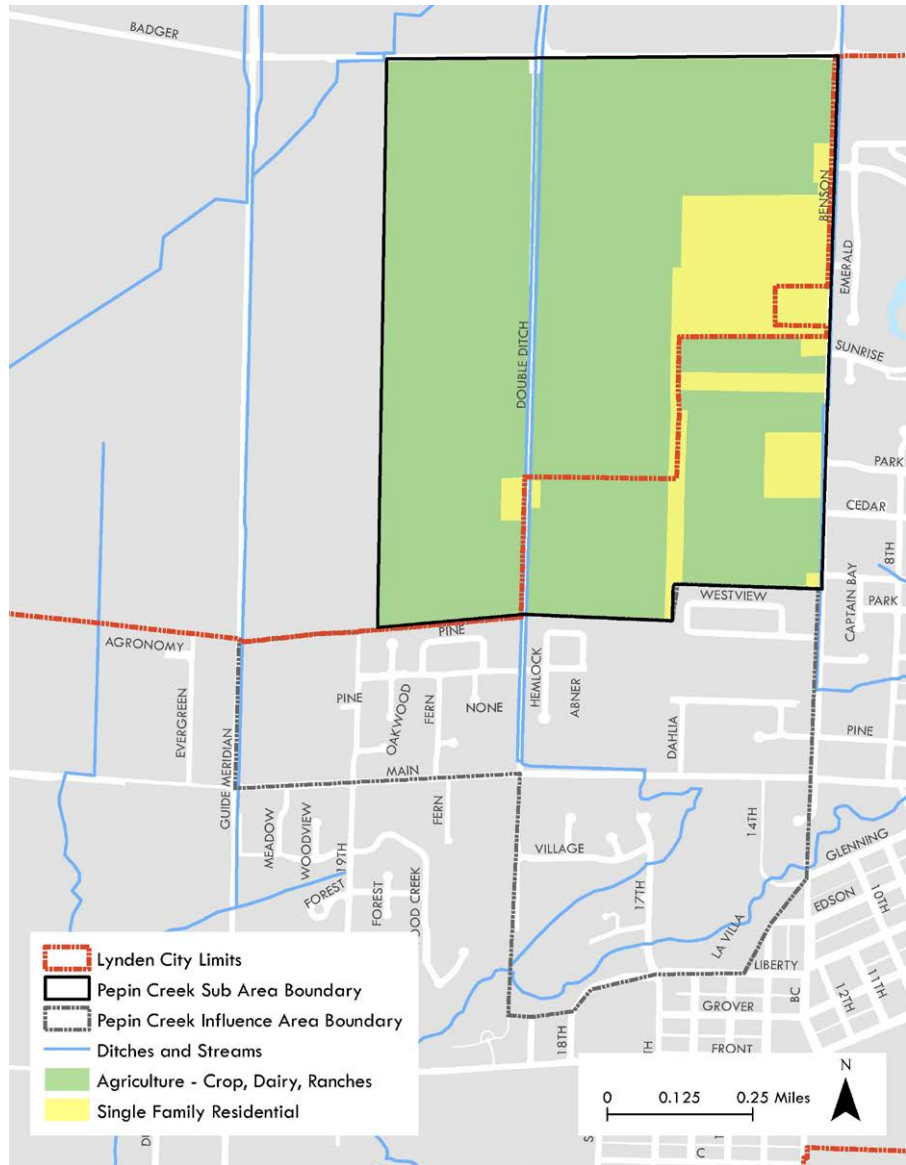 BADGER
BENSON
EMERALD
SUNRISE
DOUBLE DITCH
PARK
CEDAR
8TH
CAPTAIN BAY
PARK
WESTVIEW
AGRONOMY
PINE
EVERGREEN
PINE
OAKWOOD
FERN
NONE
HEMLOCK
ABNER
DAHLIA
PINE
GUIDE MERIDIAN
MAIN
MEADOW
WOODVIEW
19TH
FERN
VILLAGE
14TH
GLENNING
FOREST
FOREST
OOD CREEK
17TH
LA VILLA
EDSON
10TH
LIBERTY
BC
12TH
11TH
GROVER
18TH
TH
FRONT
Lynden City Limits
Pepin Creek Sub Area Boundary
Pepin Creek Influence Area Boundary
Ditches and Streams
Agriculture - Crop, Dairy, Ranches
Single Family Residential
0 0.125 0.25 Miles
N
S
C